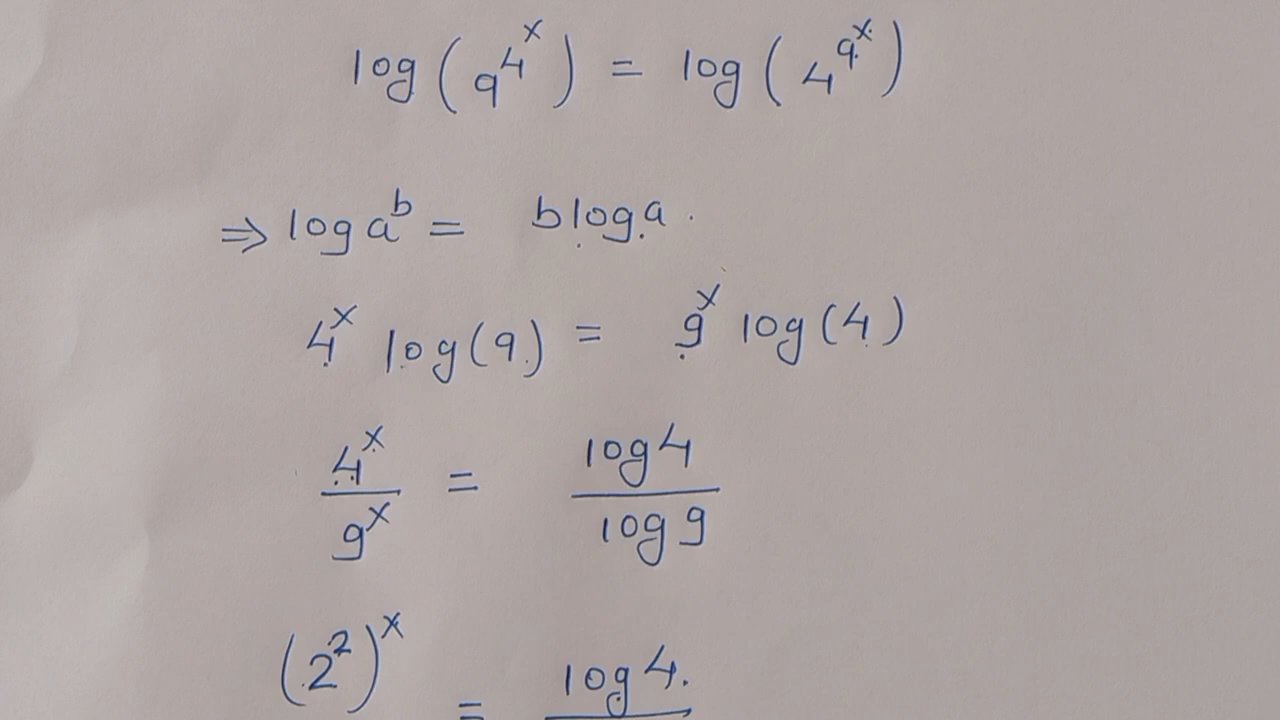 log(9^4^x) = log(4^9^x)
⇒ log a^b = b log a.
4^x log(9) = 9^x log(4)
4^x/9^x = log 4/log 9
(2^2)^x = log 4.